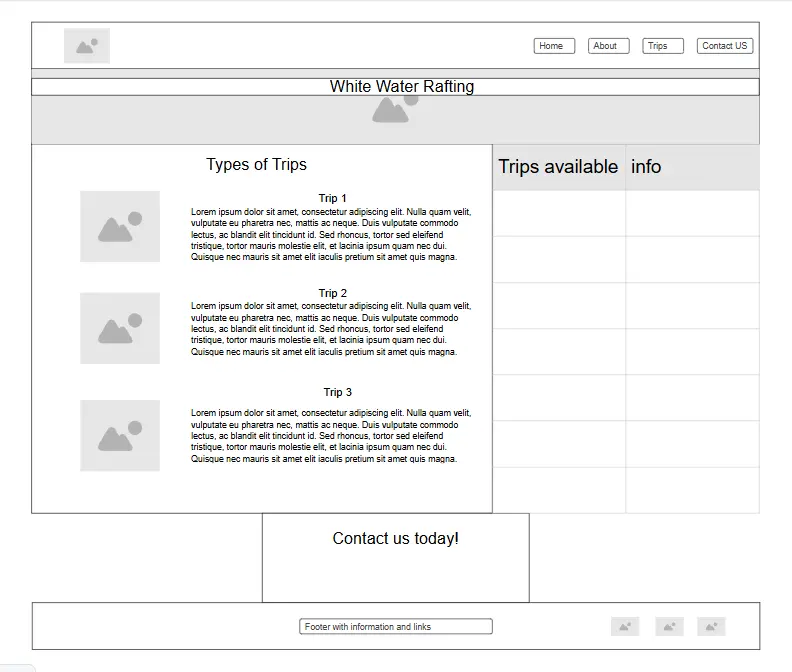 Home About Trips Contact US
White Water Rafting
Types of Trips
Trip 1
Lorem ipsum dolor sit amet, consectetur adipiscing elit. Nulla quam velit,
vulputate eu pharetra nec, mattis ac neque. Duis vulputate commodo
lectus, ac blandit elit tincidunt id. Sed rhoncus, tortor sed eleifend
tristique, tortor mauris molestie elit, et lacinia ipsum quam nec dui.
Quisque nec mauris sit amet elit iaculis pretium sit amet quis magna.
Trip 2
Lorem ipsum dolor sit amet, consectetur adipiscing elit. Nulla quam velit,
vulputate eu pharetra nec, mattis ac neque. Duis vulputate commodo
lectus, ac blandit elit tincidunt id. Sed rhoncus, tortor sed eleifend
tristique, tortor mauris molestie elit, et lacinia ipsum quam nec dui.
Quisque nec mauris sit amet elit iaculis pretium sit amet quis magna.
Trip 3
Lorem ipsum dolor sit amet, consectetur adipiscing elit. Nulla quam velit,
vulputate eu pharetra nec, mattis ac neque. Duis vulputate commodo
lectus, ac blandit elit tincidunt id. Sed rhoncus, tortor sed eleifend
tristique, tortor mauris molestie elit, et lacinia ipsum quam nec dui.
Quisque nec mauris sit amet elit iaculis pretium sit amet quis magna.
Trips available info
Contact us today!
Footer with information and links